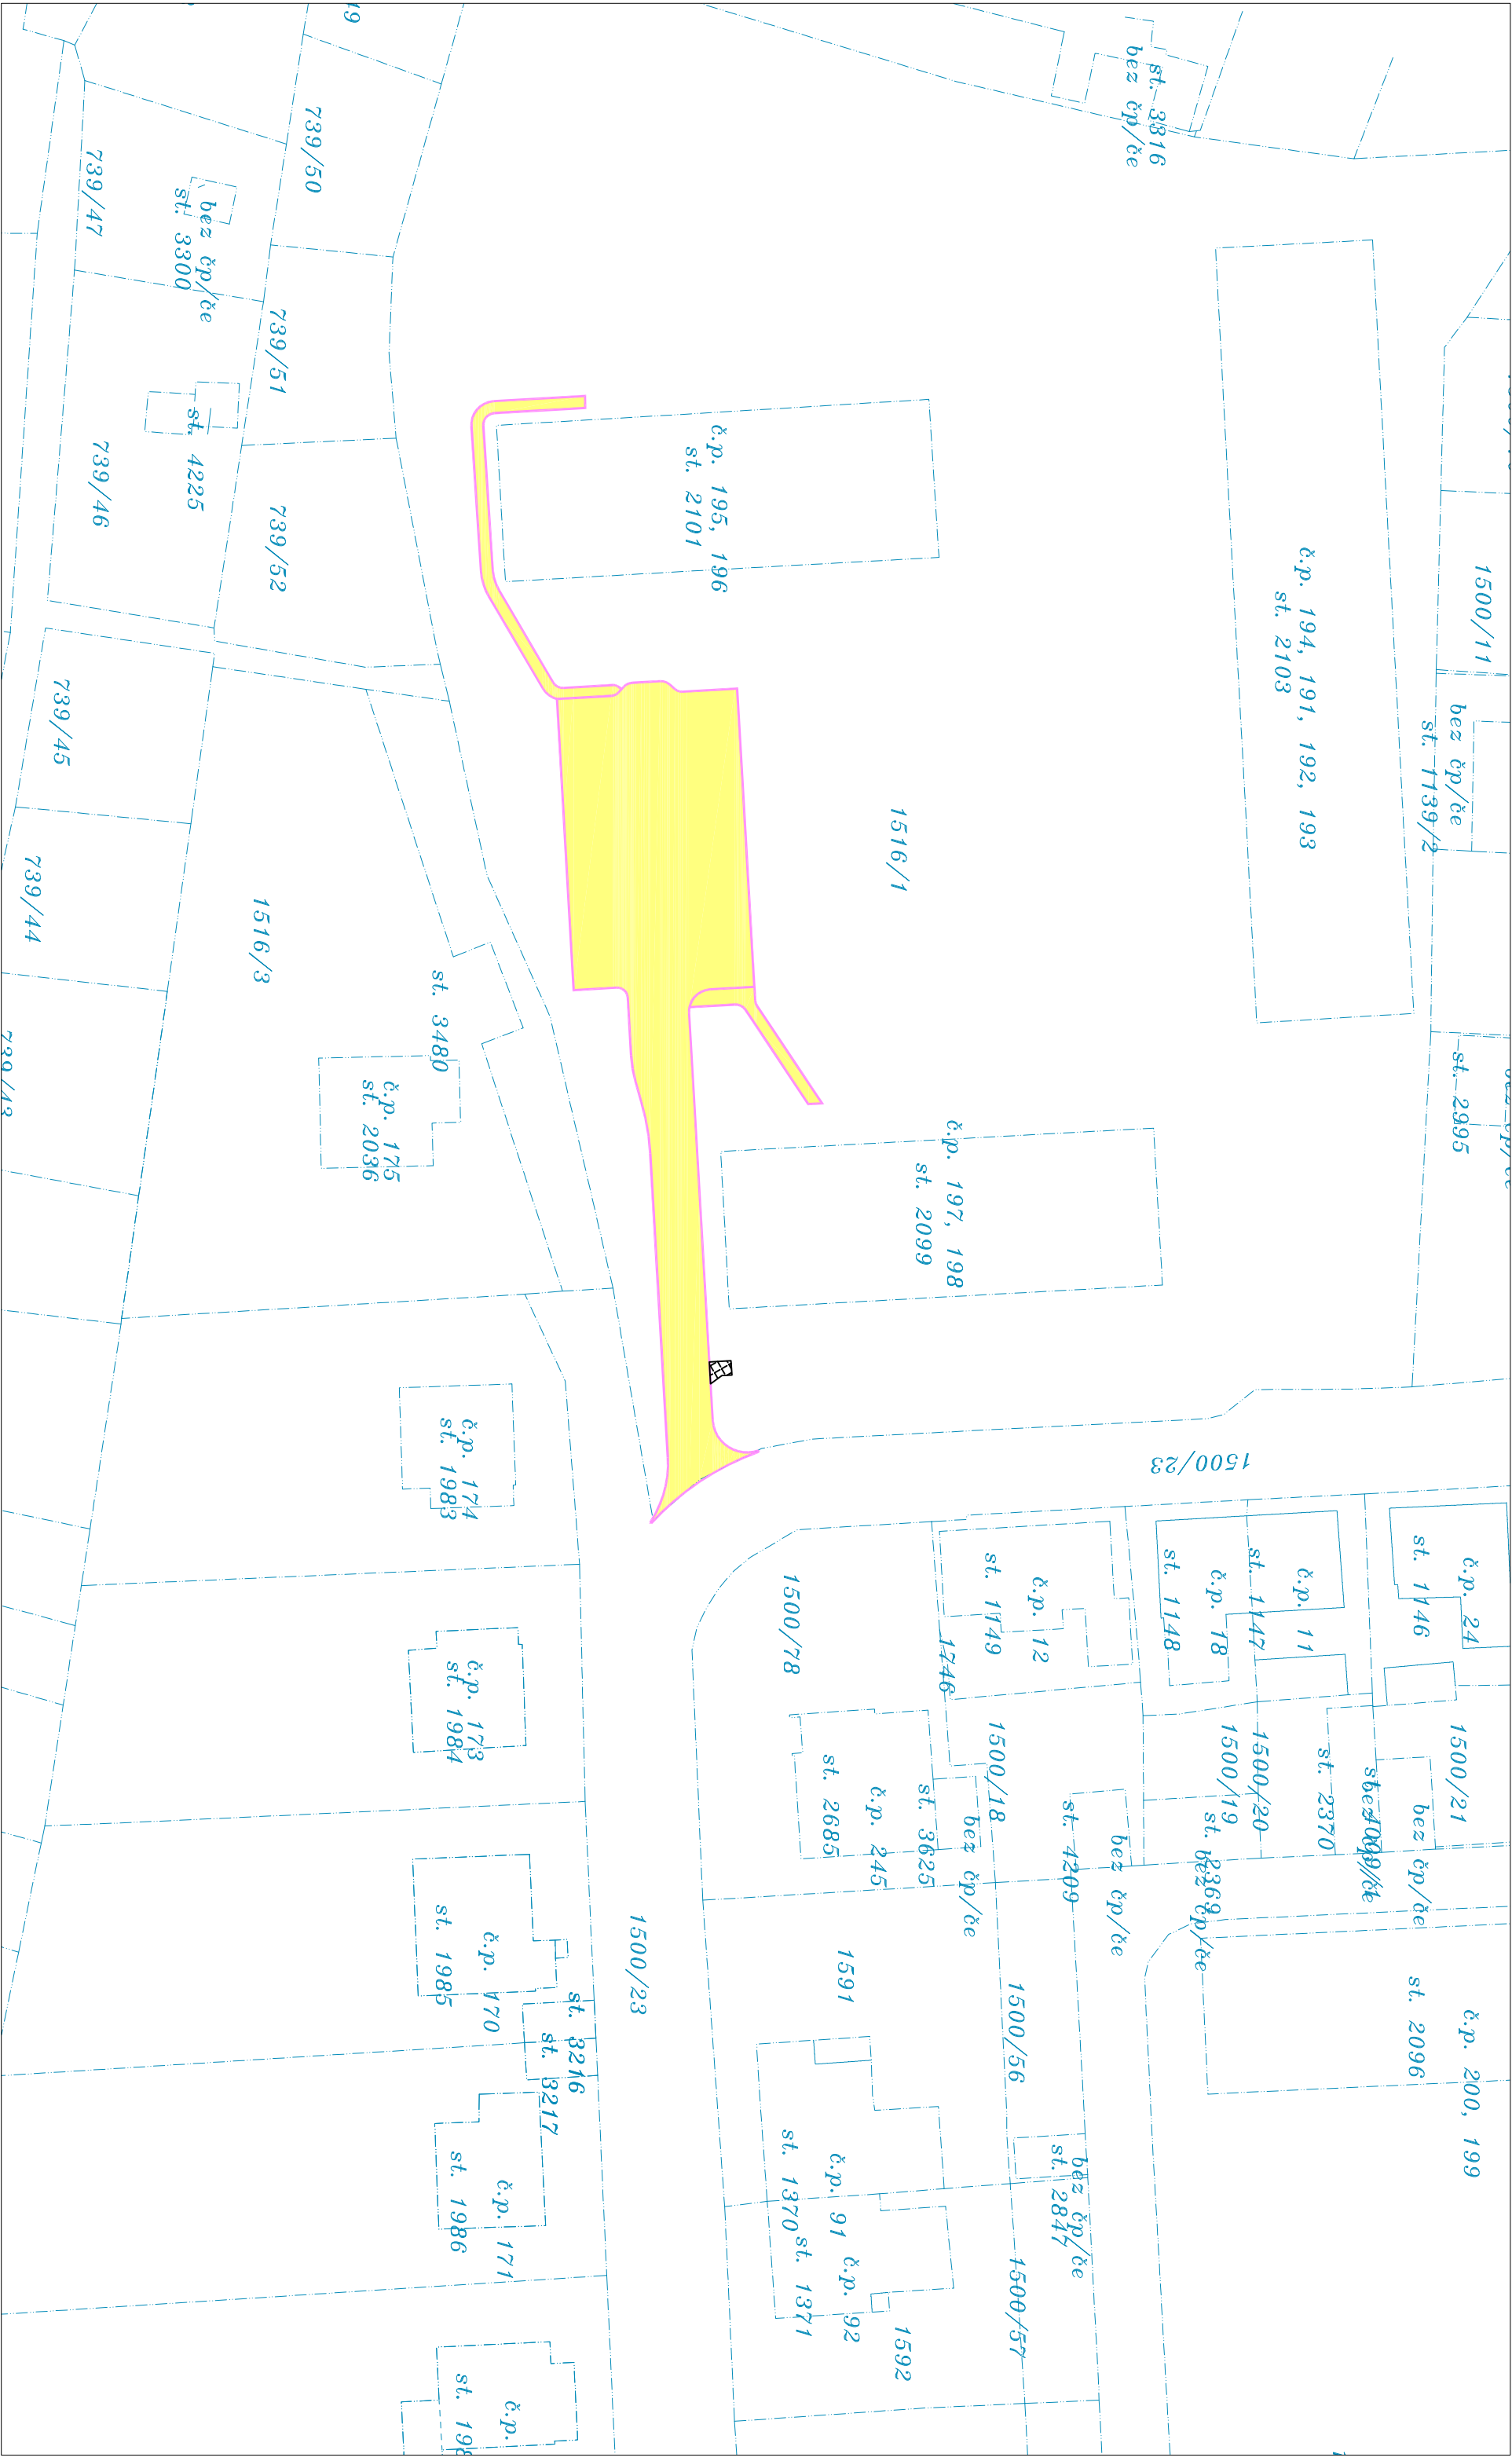 st. 3316
bez čp/če
739/50
739/47
bez čp/če
st. 3300
739/51
st. 4225
739/46
739/52
739/45
739/44
1516/3
č.p. 195, 196
st. 2101
č.p. 194, 191, 192, 193
st. 2103
1500/11
bez čp/če
st. 1139/2
1516/1
st. 2995
st. 3480
č.p. 175
st. 2036
č.p. 197, 198
st. 2099
1500/23
č.p. 174
st. 1983
č.p. 173
st. 1984
č.p. 170
st. 1985
st. 3216
st. 3217
č.p. 171
st. 1986
č.p.
1500/23
1500/78
1746
č.p. 12
st. 1149
č.p. 18
st. 1148
č.p. 11
st. 1147
č.p. 24
st. 1146
1500/18
1500/19
1500/20
1500/21
st. 2370
bez čp/če
st. 2369
bez čp/če
bez čp/če
st. 4209
bez čp/če
st. 3625
č.p. 245
st. 2685
1591
1500/56
č.p. 200, 199
st. 2096
bez čp/če
st. 2847
č.p. 91
st. 1370
č.p. 92
st. 1371
1592
1500/57